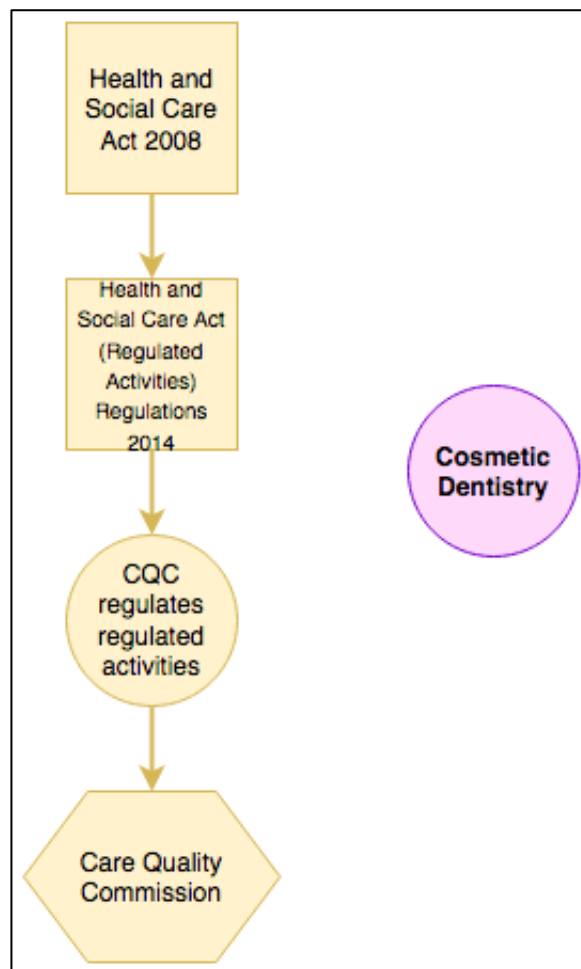 Health and
Social Care
Act 2008
Health and
Social Care Act
(Regulated
Activities)
Regulations
2014
Cosmetic
Dentistry
CQC
regulates
regulated
activities
Care Quality
Commission